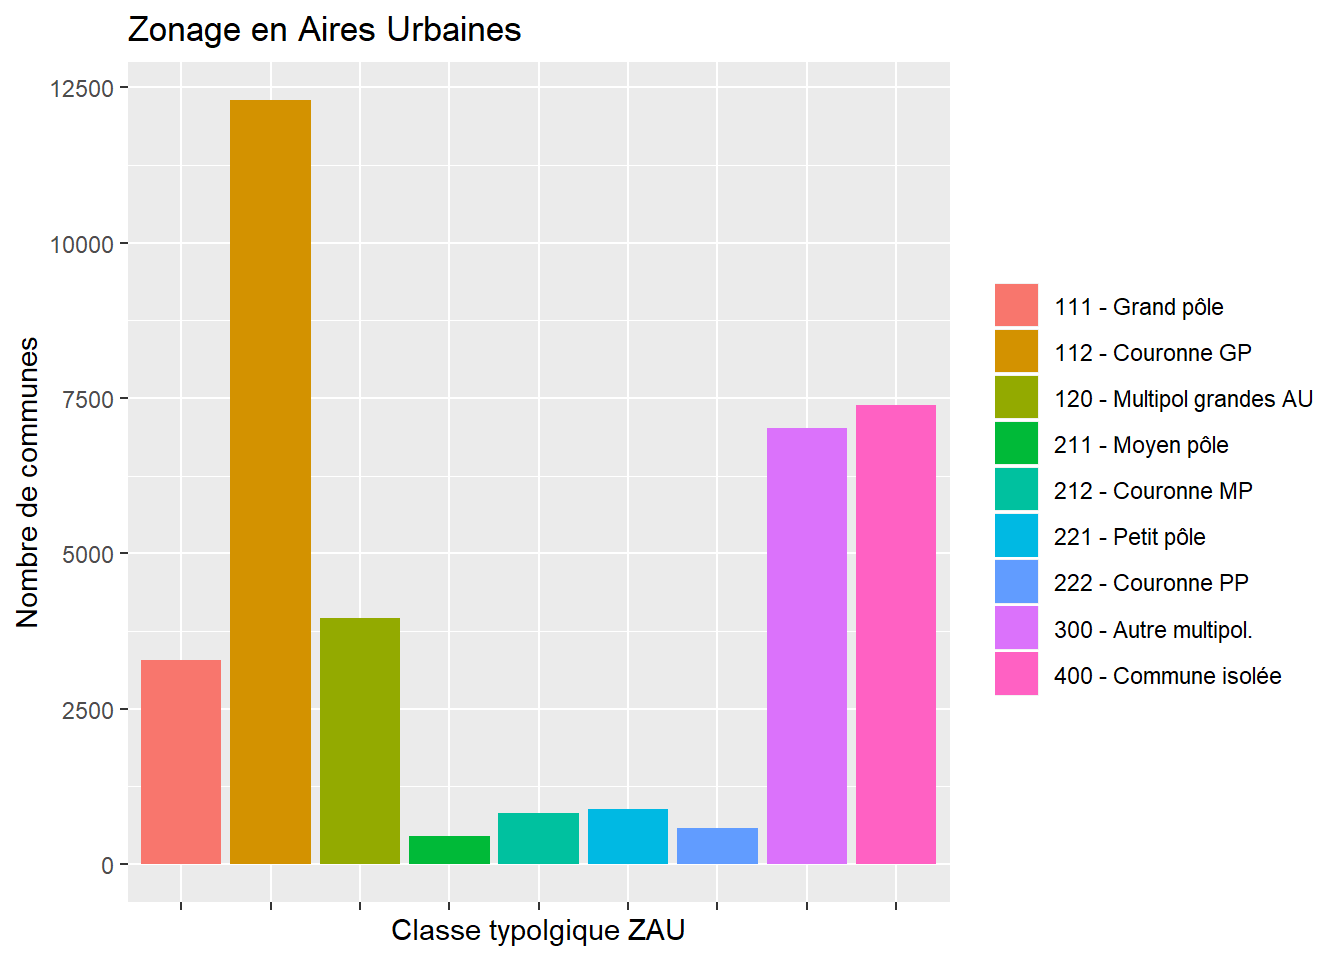 Zonage en Aires Urbaines
12500
10000
7500
5000
2500
0
Nombre de communes
Classe typolgique ZAU
111 - Grand pôle
112 - Couronne GP
120 - Multipol grandes AU
211 - Moyen pôle
212 - Couronne MP
221 - Petit pôle
222 - Couronne PP
300 - Autre multipol.
400 - Commune isolée